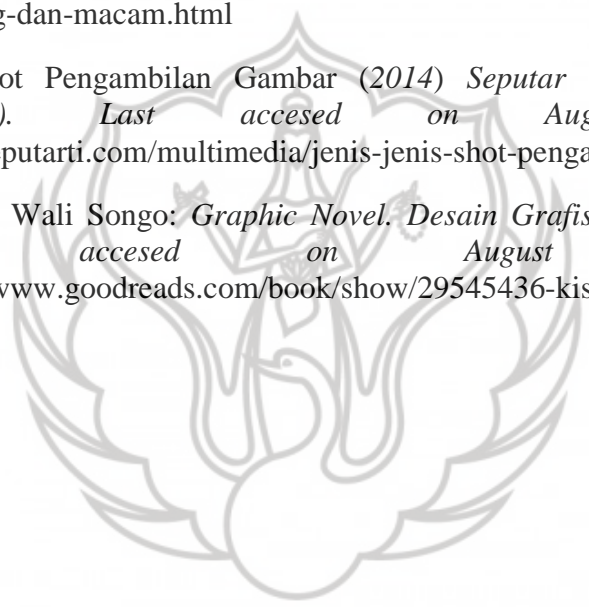 g-dan-macam.html
ot Pengambilan Gambar (2014) Seputar
). Last accesed on Aug
eputarti.com/multimedia/jenis-jenis-shot-penga
Wali Songo: Graphic Novel. Desain Grafis
accesed on August
www.goodreads.com/book/show/29545436-kis